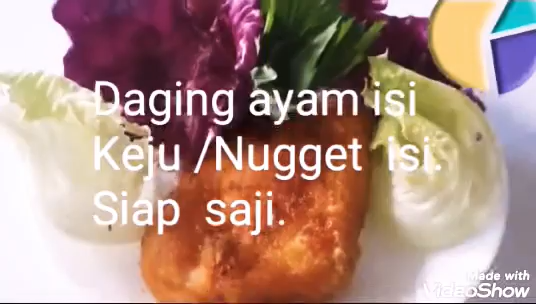 Daging ayam isi
Keju /Nugget isi.
Siap saji.
Made with
VideoShow